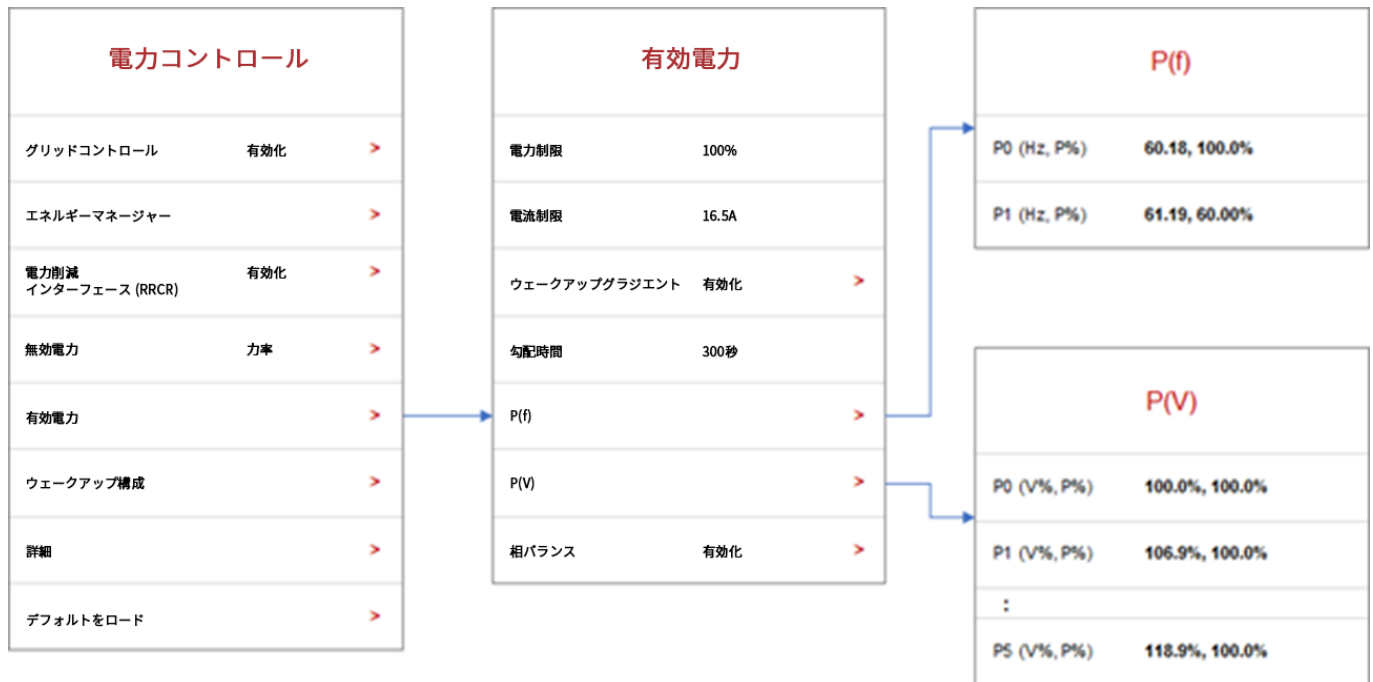 電力コントロール
グリッドコントロール 有効化 >
エネルギーマネージャー >
電力削減 有効化 >
インターフェース (RRCR)
無効電力 力率 >
有効電力 >
ウェークアップ構成 >
詳細 >
デフォルトをロード >
有効電力
電力制限 100%
電流制限 16.5A
ウェークアップグラジエント 有効化 >
勾配時間 300秒
P(f) >
P(V) >
相バランス 有効化 >
P(f)
P0 (Hz, P%) 60.18, 100.0%
P1 (Hz, P%) 61.19, 60.00%
P(V)
P0 (V%, P%) 100.0%, 100.0%
P1 (V%, P%) 106.9%, 100.0%
:
P5 (V%, P%) 118.9%, 100.0%